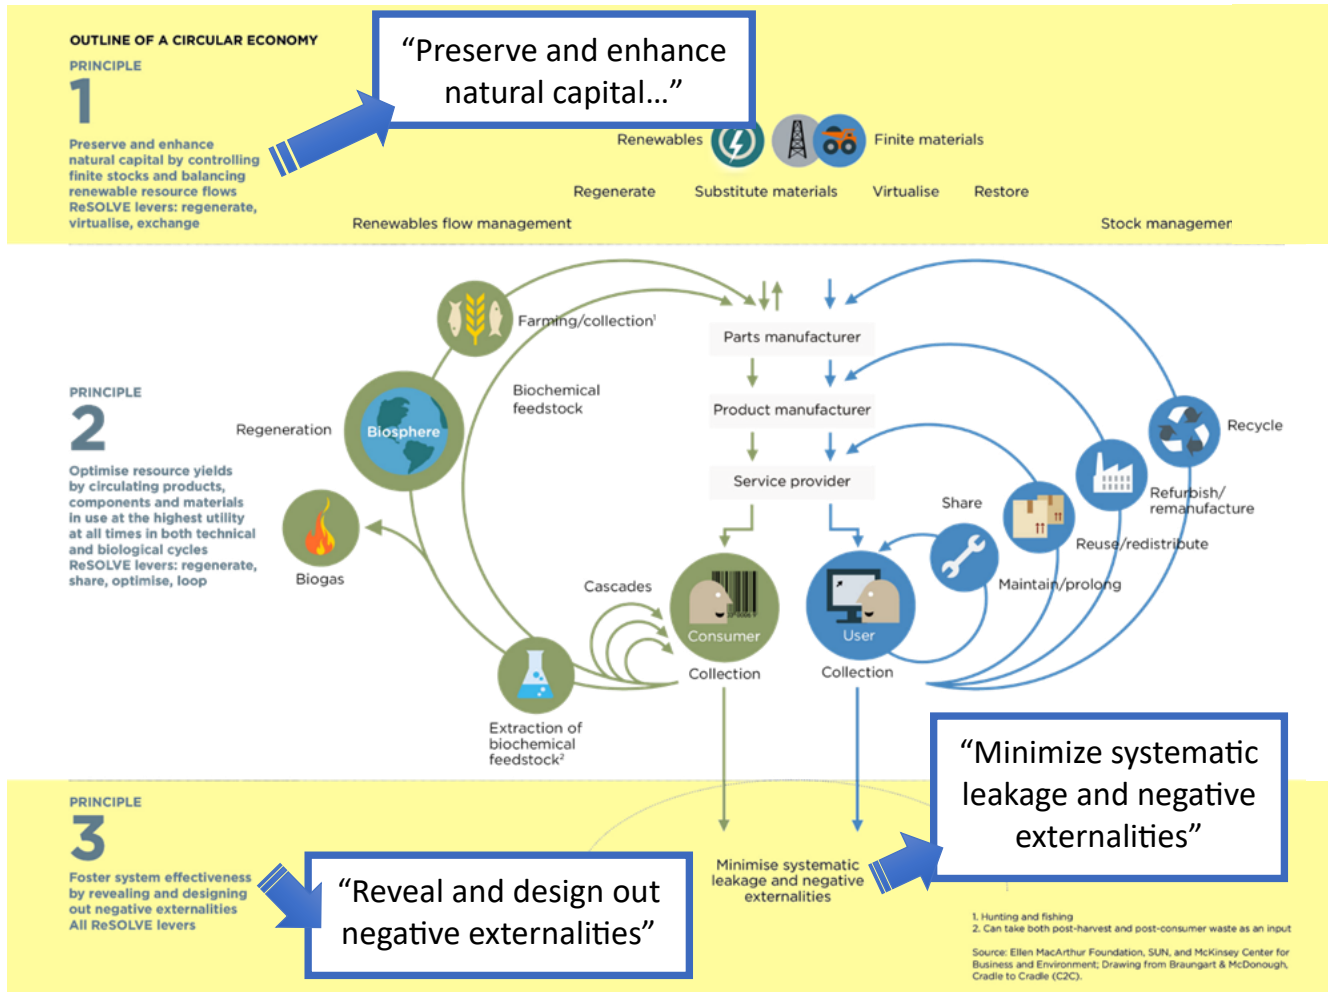 OUTLINE OF A CIRCULAR ECONOMY
PRINCIPLE
1
Preserve and enhance
natural capital by controlling
finite stocks and balancing
renewable resource flows
ReSOLVE levers: regenerate,
virtualise, exchange
“Preserve and enhance
natural capital…”
Renewables
Finite materials
Regenerate
Substitute materials
Virtualise
Restore
Renewables flow management
Stock managemen
PRINCIPLE
2
Optimise resource yields
by circulating products,
components and materials
in use at the highest utility
at all times in both technical
and biological cycles
ReSOLVE levers: regenerate,
share, optimise, loop
Farming/collection¹
Biochemical
feedstock
Regeneration
Biosphere
Biogas
Cascades
Extraction of
biochemical
feedstock²
Parts manufacturer
Product manufacturer
Service provider
Consumer
User
Collection
Collection
Share
Maintain/prolong
Reuse/redistribute
Refurbish/
remanufacture
Recycle
PRINCIPLE
3
Foster system effectiveness
by revealing and designing
out negative externalities
All ReSOLVE levers
“Reveal and design out
negative externalities”
Minimise systematic
leakage and negative
externalities
“Minimize systematic
leakage and negative
externalities”
1. Hunting and fishing
2. Can take both post-harvest and post-consumer waste as an input
Source: Ellen MacArthur Foundation, SUN, and McKinsey Center for
Business and Environment; Drawing from Braungart & McDonough,
Cradle to Cradle (C2C).